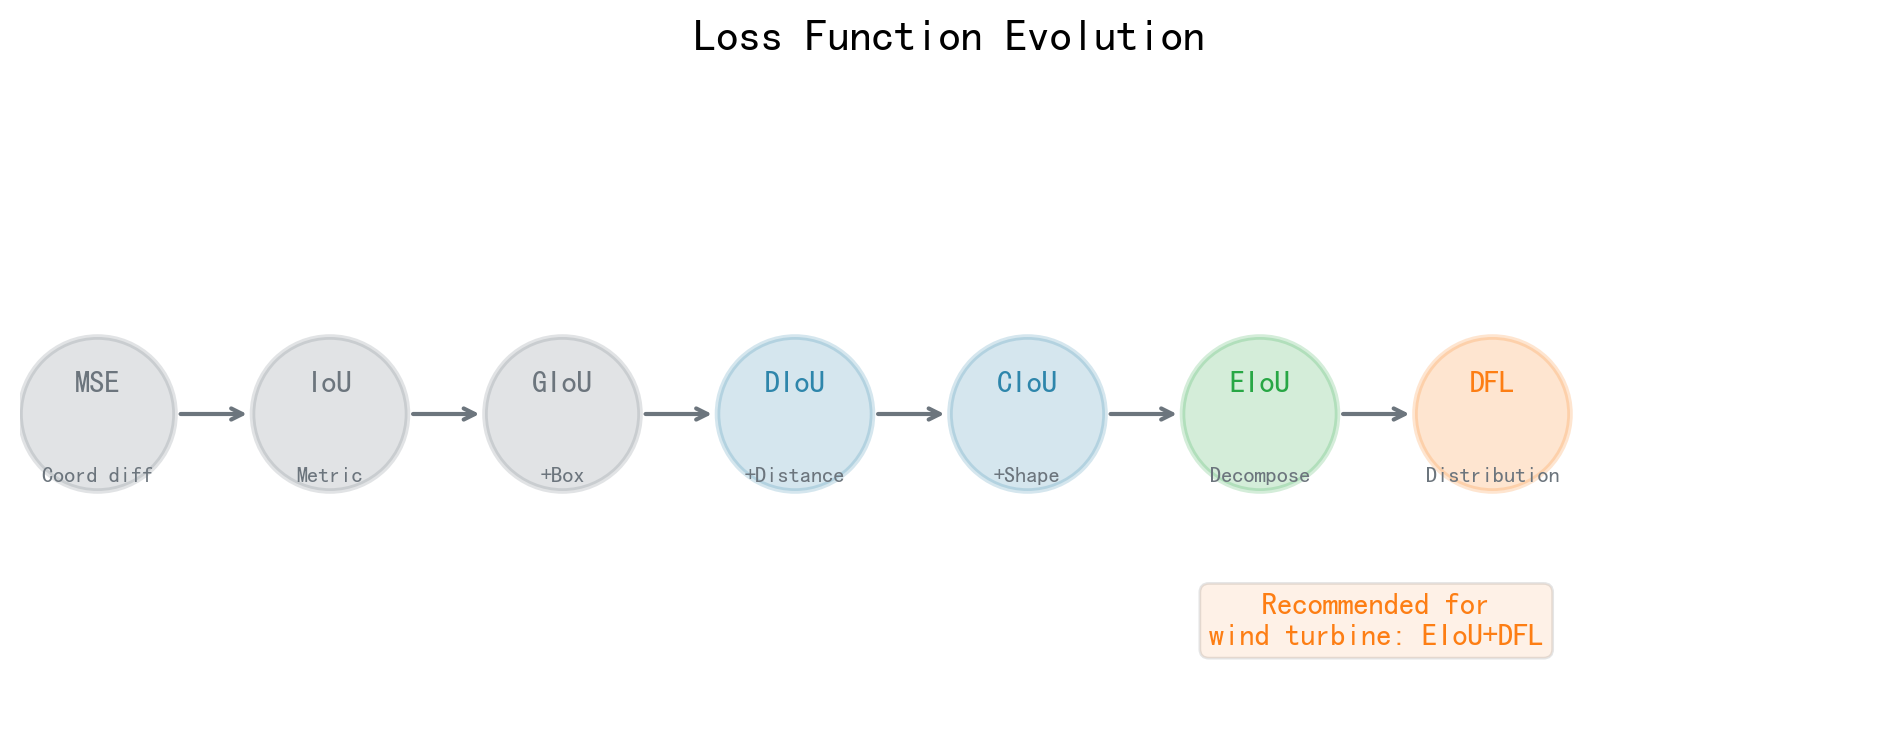 Loss Function Evolution
MSE
Coord diff
IoU
Metric
GIoU
+Box
DIoU
+Distance
CIoU
+Shape
EIoU
Decompose
DFL
Distribution
Recommended for
wind turbine: EIoU+DFL